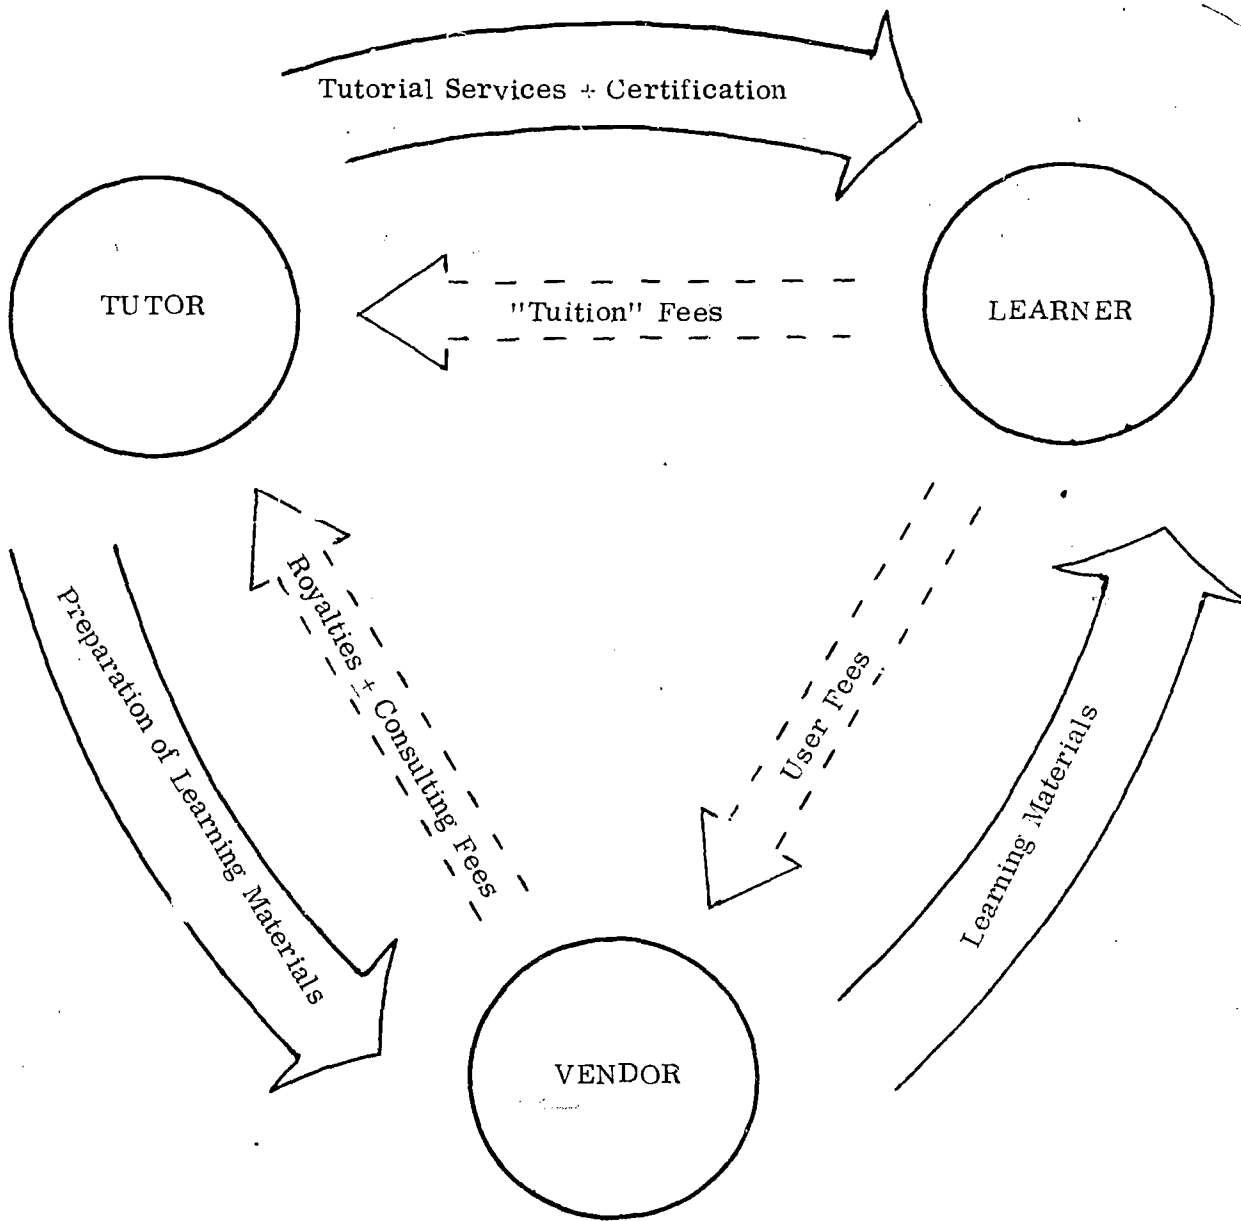 Tutorial Services + Certification
TUTOR
"Tuition" Fees
LEARNER
Preparation of Learning Materials
Royalties + Consulting Fees
User Fees
Learning Materials
VENDOR